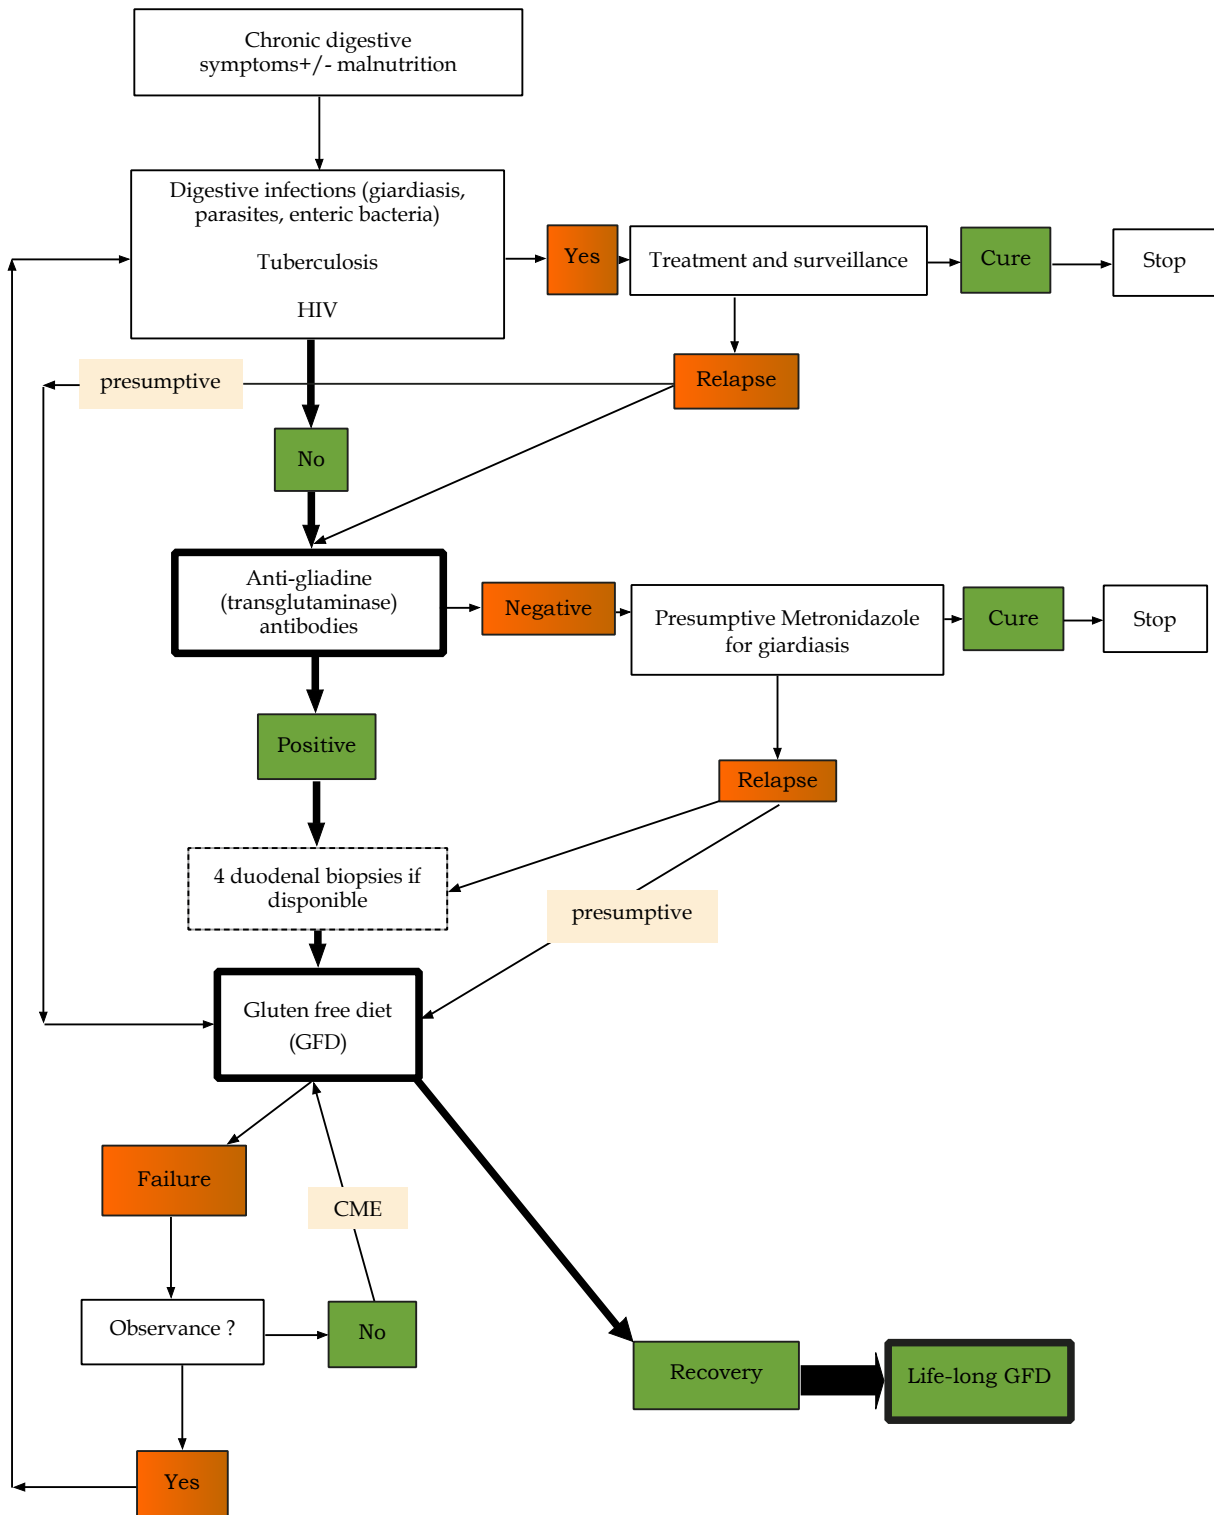 Chronic digestive
symptoms+/- malnutrition
Digestive infections (giardiasis,
parasites, enteric bacteria)
Tuberculosis
HIV
Yes
Treatment and surveillance
Cure
Stop
presumptive
Relapse
No
Anti-gliadine
(transglutaminase)
antibodies
Negative
Presumptive Metronidazole
for giardiasis
Cure
Stop
Positive
Relapse
4 duodenal biopsies if
disponible
presumptive
Gluten free diet
(GFD)
Failure
CME
Observance ?
No
Recovery
Life-long GFD
Yes